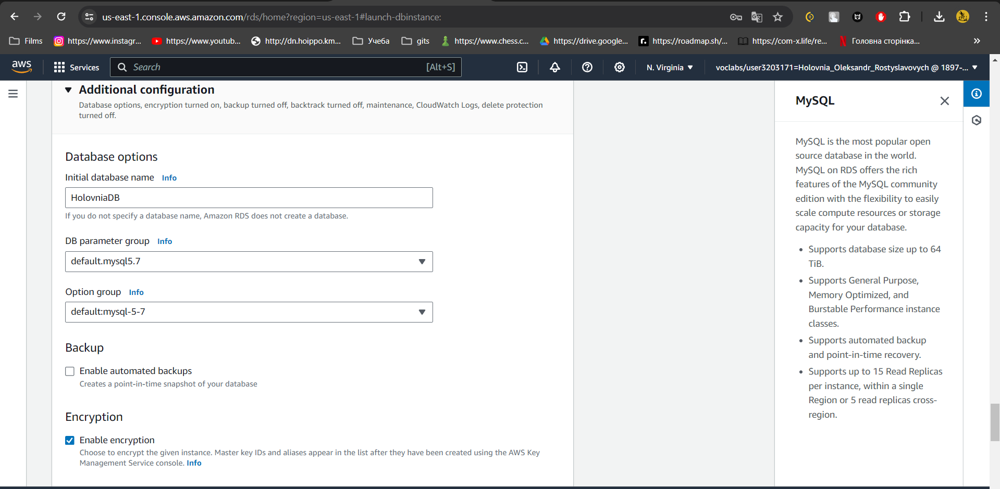 us-east-1.console.aws.amazon.com/rds/home?region=us-east-1#launch-dbinstance:
Films https://www.instagr... https://www.youtub... http://dn.hoippo.km... Учеба gits https://www.chess.c... https://drive.google... https://roadmap.sh/... https://com-x.life/re... Головна сторінка... »
aws Services Search [Alt+S] N. Virginia voclabs/user3203171=Holovnia_Oleksandr_Rostyslavovych @ 1897-...
Additional configuration
Database options, encryption turned on, backup turned off, backtrack turned off, maintenance, CloudWatch Logs, delete protection
turned off.
Database options
Initial database name Info
HolovniaDB
If you do not specify a database name, Amazon RDS does not create a database.
DB parameter group Info
default.mysql5.7
Option group Info
default:mysql-5-7
Backup
Enable automated backups
Creates a point-in-time snapshot of your database
Encryption
Enable encryption
Choose to encrypt the given instance. Master key IDs and aliases appear in the list after they have been created using the AWS Key
Management Service console. Info
MySQL
MySQL is the most popular open
source database in the world.
MySQL on RDS offers the rich
features of the MySQL community
edition with the flexibility to easily
scale compute resources or storage
capacity for your database.
• Supports database size up to 64
TiB.
• Supports General Purpose,
Memory Optimized, and
Burstable Performance instance
classes.
• Supports automated backup
and point-in-time recovery.
• Supports up to 15 Read Replicas
per instance, within a single
Region or 5 read replicas cross-
region.